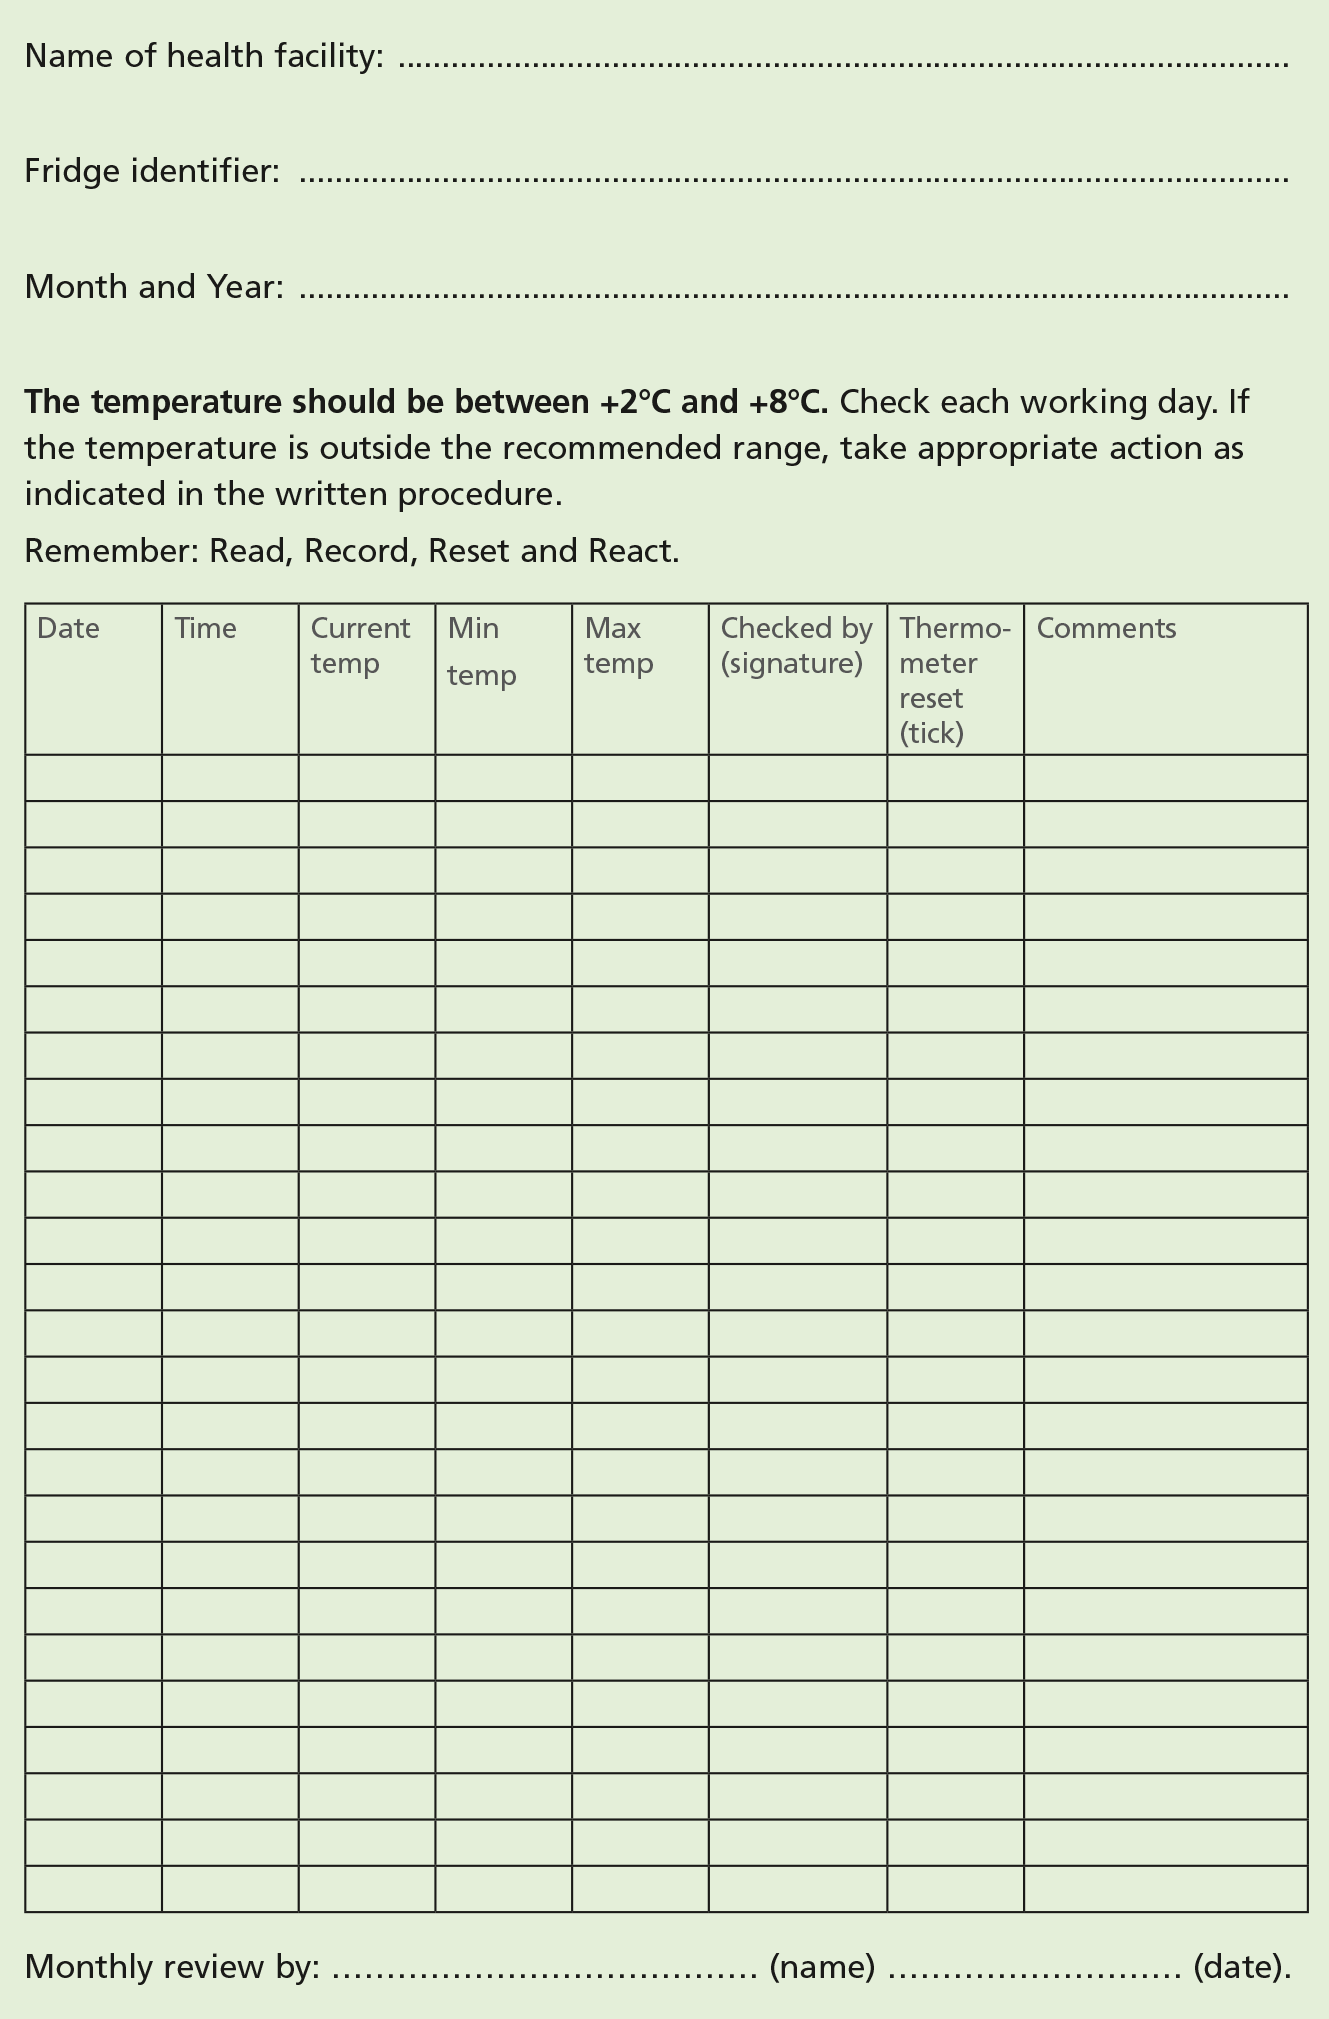 Name of health facility: ....................................................................................................
Fridge identifier: ...............................................................................................................
Month and Year: ...............................................................................................................
The temperature should be between +2°C and +8°C. Check each working day. If
the temperature is outside the recommended range, take appropriate action as
indicated in the written procedure.
Remember: Read, Record, Reset and React.
Date
Time
Current
temp
Min
temp
Max
temp
Checked by
(signature)
Thermo-
meter
reset
(tick)
Comments
Monthly review by: ....................................... (name) ........................... (date).